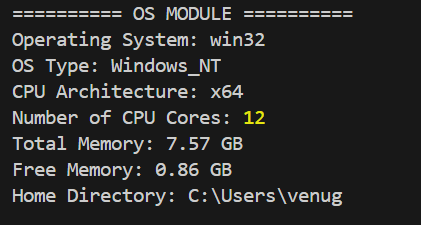 ========== OS MODULE ==========
Operating System: win32
OS Type: Windows_NT
CPU Architecture: x64
Number of CPU Cores: 12
Total Memory: 7.57 GB
Free Memory: 0.86 GB
Home Directory: C:\Users\venug